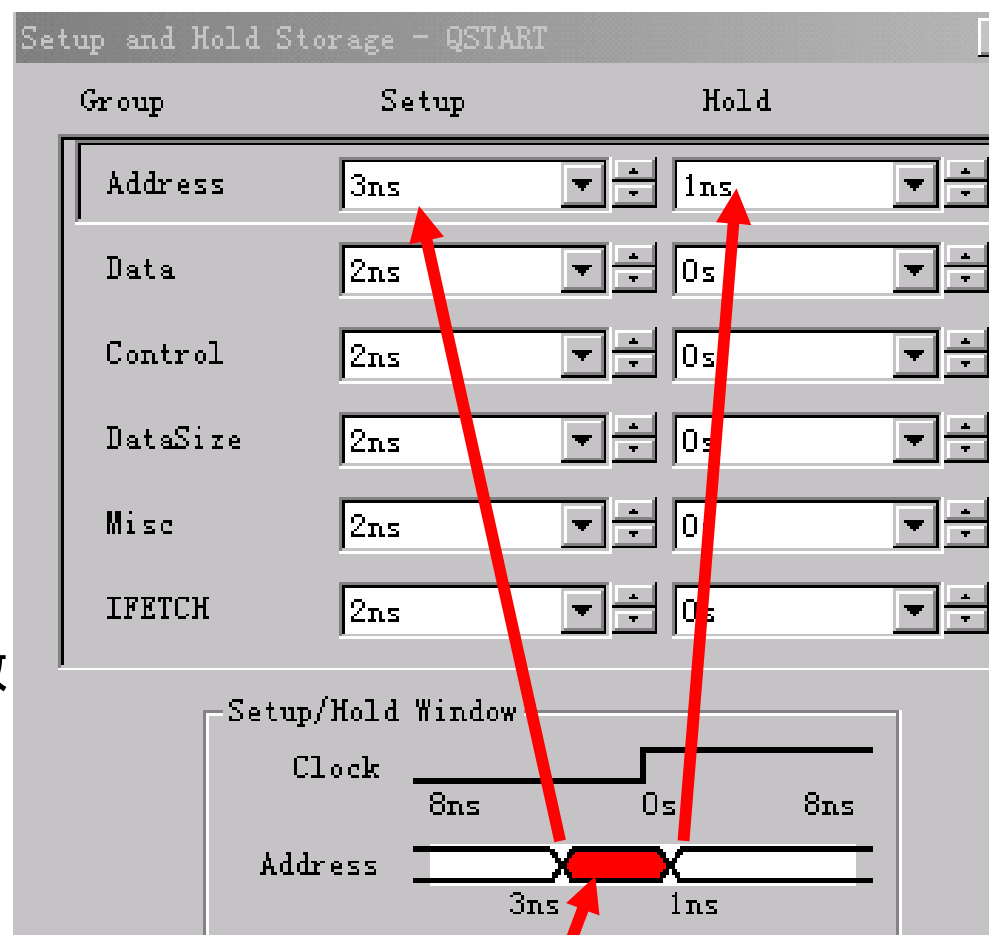 Setup and Hold Storage - QSTART
Group Setup Hold
Address 3ns 1ns
Data 2ns 0s
Control 2ns 0s
DataSize 2ns 0s
Misc 2ns 0s
IFETCH 2ns 0s
Setup/Hold Window
Clock
8ns 0s 8ns
Address
3ns 1ns